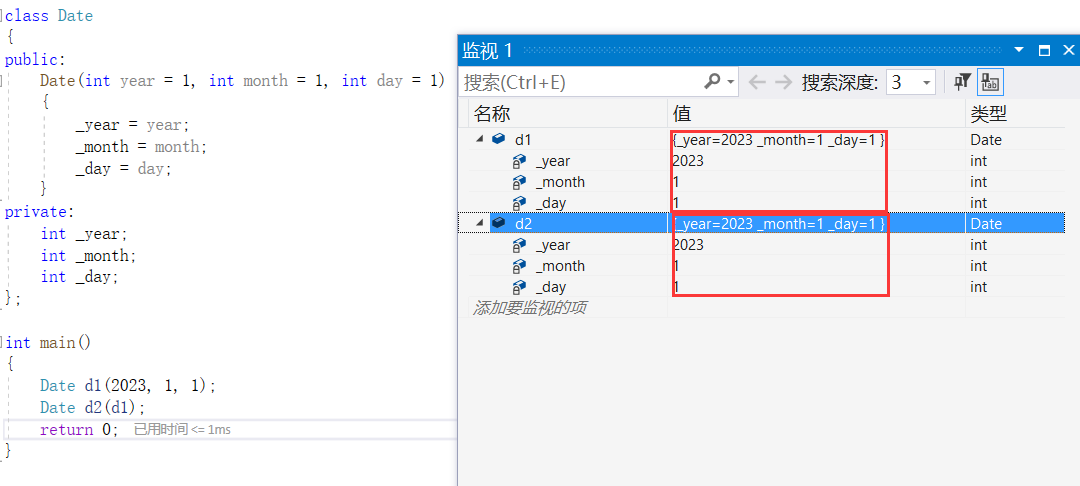 class Date
{
public:
    Date(int year = 1, int month = 1, int day = 1)
    {
        _year = year;
        _month = month;
        _day = day;
    }
private:
    int _year;
    int _month;
    int _day;
};
int main()
{
    Date d1(2023, 1, 1);
    Date d2(d1);
    return 0; 已用时间 <= 1ms
}
监视 1
搜索(Ctrl+E) 搜索深度: 3
名称 值 类型
d1 {_year=2023 _month=1 _day=1 } Date
_year 2023 int
_month 1 int
_day 1 int
d2 {_year=2023 _month=1 _day=1 } Date
_year 2023 int
_month 1 int
_day 1 int
添加要监视的项